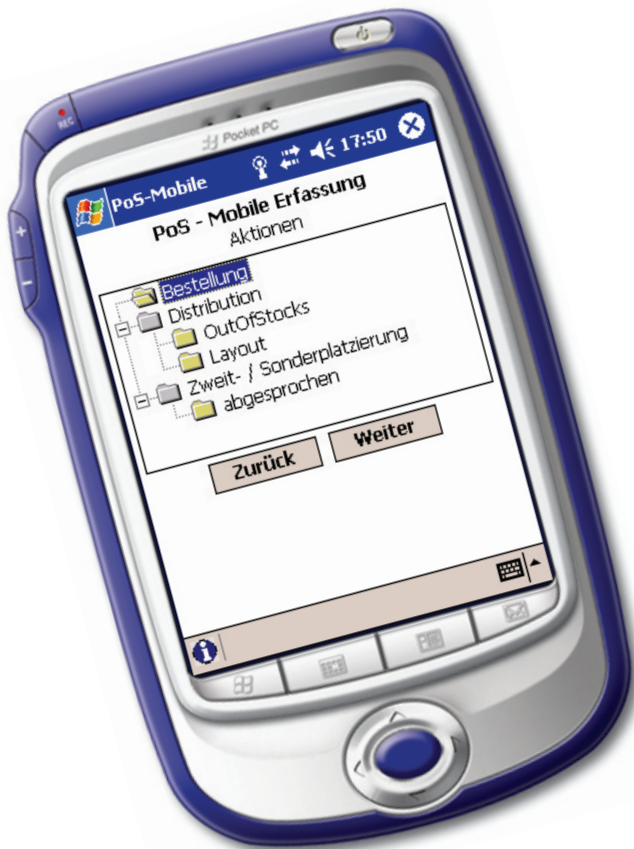 REC
Pocket PC
PoS-Mobile 17:50
PoS - Mobile Erfassung
Aktionen
Bestellung
Distribution
OutOfStocks
Layout
Zweit- / Sonderplatzierung
abgesprochen
Zurück Weiter